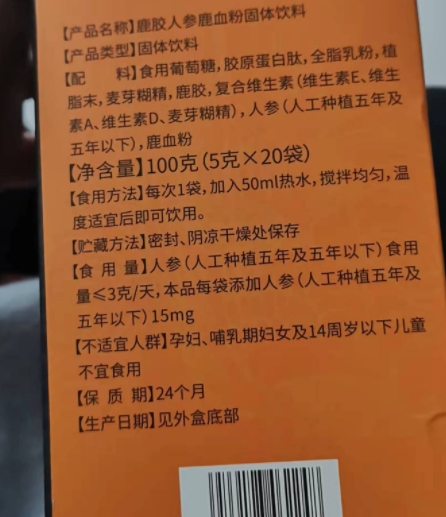 【产品名称】鹿胶人参鹿血粉固体饮料
【产品类型】固体饮料
【配 料】食用葡萄糖,胶原蛋白肽,全脂乳粉,植
脂末,麦芽糊精,鹿胶,复合维生素(维生素E、维生
素A、维生素D、麦芽糊精),人参(人工种植五年及
五年以下),鹿血粉
【净含量】100克(5克×20袋)
【食用方法】每次1袋,加入50ml热水,搅拌均匀,温
度适宜后即可饮用。
【贮藏方法】密封、阴凉干燥处保存
【食 用 量】人参(人工种植五年及五年以下)食用
量≤3克/天,本品每袋添加人参(人工种植五年及
五年以下)15mg
【不适宜人群】孕妇、哺乳期妇女及14周岁以下儿童
不宜食用
【保 质 期】24个月
【生产日期】见外盒底部